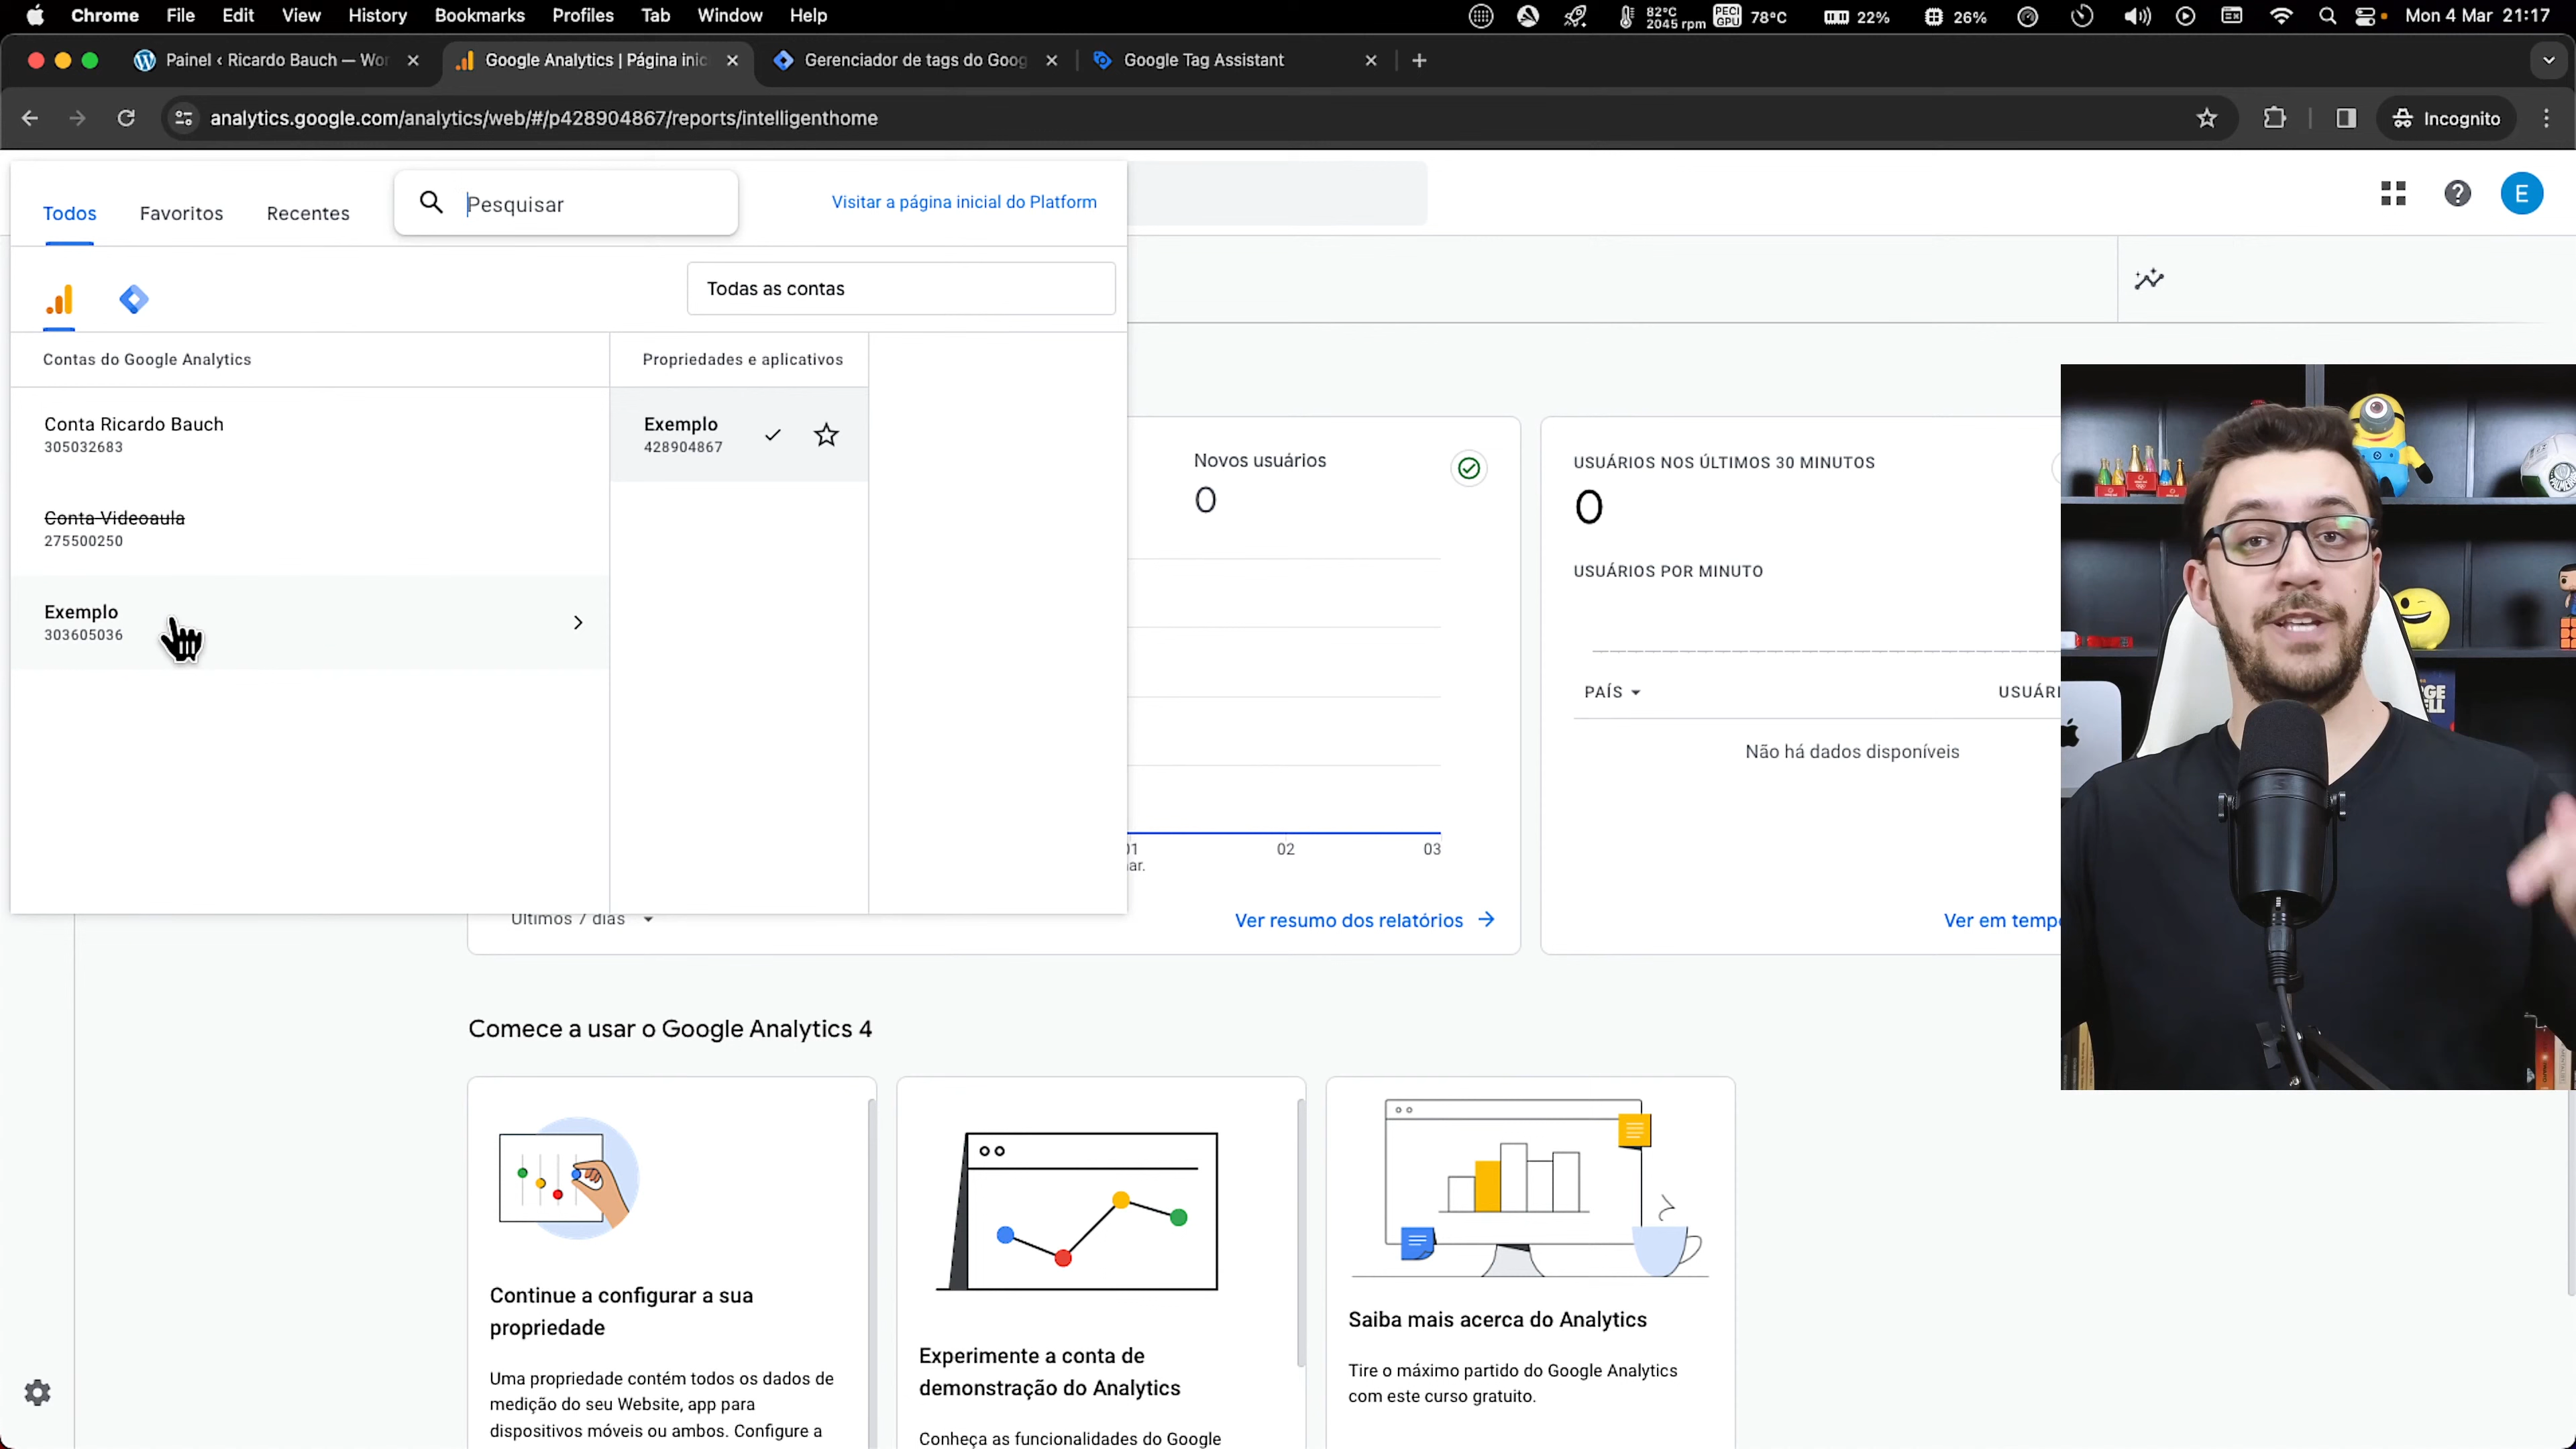 Chrome File Edit View History Bookmarks Profiles Tab Window Help
82°C
2045 rpm
PECI
GPU
78°C 22% 26% Mon 4 Mar 21:17
Painel ‹ Ricardo Bauch — Wor
Google Analytics | Página inic
Gerenciador de tags do Goog
Google Tag Assistant
analytics.google.com/analytics/web/#/p428904867/reports/intelligenthome
Incognito
Todos Favoritos Recentes
Pesquisar
Visitar a página inicial do Platform
E
Todas as contas
Contas do Google Analytics
Propriedades e aplicativos
Conta Ricardo Bauch
305032683
Exemplo
428904867
Conta Videoaula
275500250
Exemplo
303605036
Novos usuários
0
USUÁRIOS NOS ÚLTIMOS 30 MINUTOS
0
USUÁRIOS POR MINUTO
PAÍS
USUÁRI
Não há dados disponíveis
01
mar.
02
03
Últimos 7 dias
Ver resumo dos relatórios
Ver em tempo
Comece a usar o Google Analytics 4
Continue a configurar a sua
propriedade
Uma propriedade contém todos os dados de
medição do seu Website, app para
dispositivos móveis ou ambos. Configure a
Experimente a conta de
demonstração do Analytics
Conheça as funcionalidades do Google
Saiba mais acerca do Analytics
Tire o máximo partido do Google Analytics
com este curso gratuito.